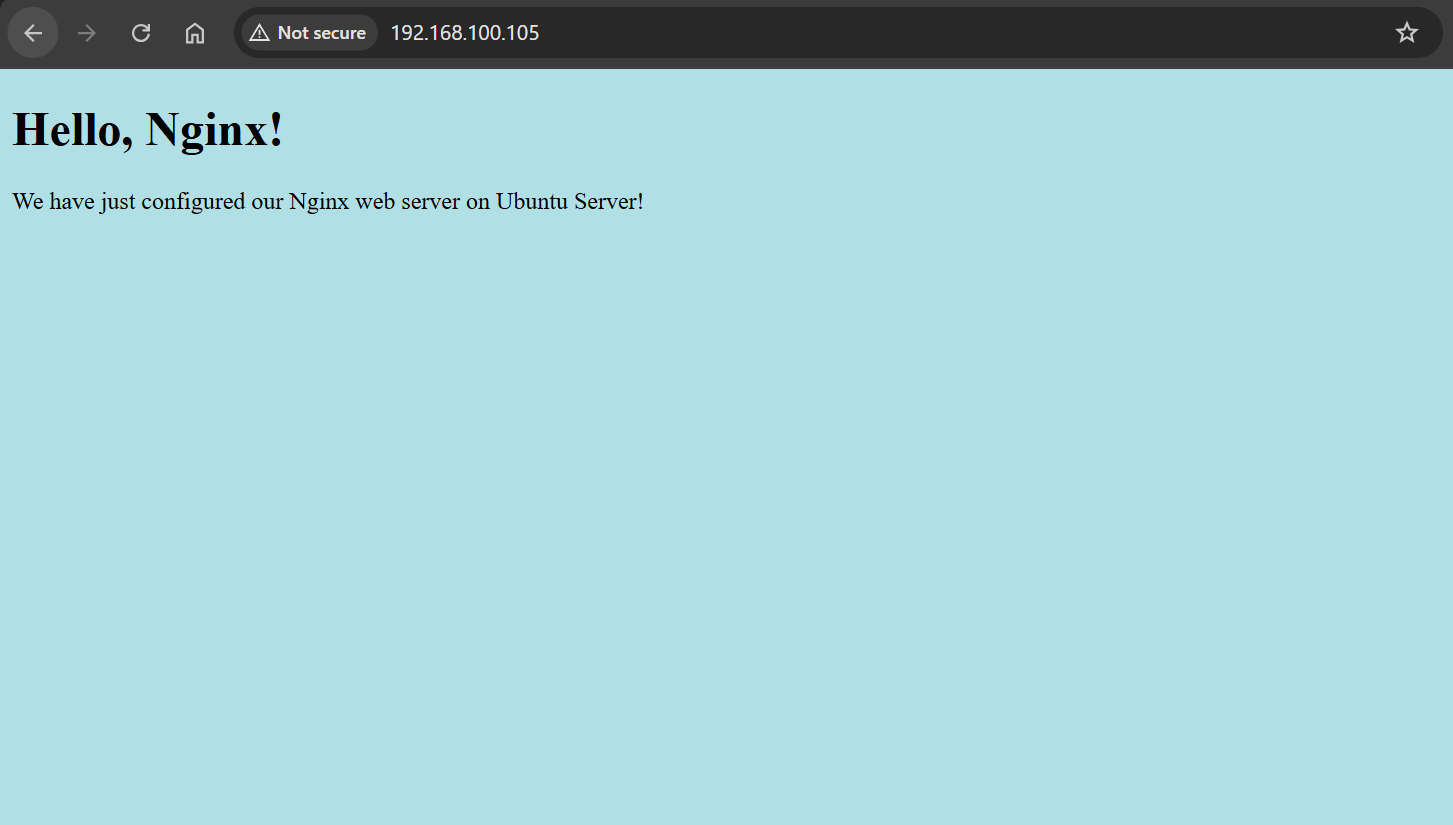 Not secure 192.168.100.105
Hello, Nginx!
We have just configured our Nginx web server on Ubuntu Server!